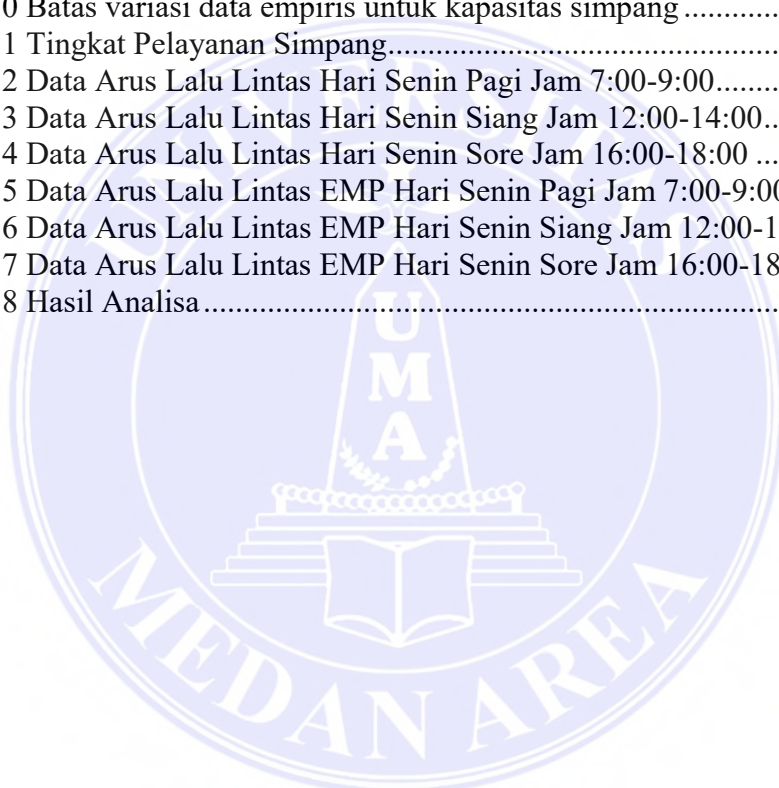 0 Batas variasi data empiris untuk kapasitas simpang ............
1 Tingkat Pelayanan Simpang..................................................
2 Data Arus Lalu Lintas Hari Senin Pagi Jam 7:00-9:00........
3 Data Arus Lalu Lintas Hari Senin Siang Jam 12:00-14:00..
4 Data Arus Lalu Lintas Hari Senin Sore Jam 16:00-18:00 ...
5 Data Arus Lalu Lintas EMP Hari Senin Pagi Jam 7:00-9:00
6 Data Arus Lalu Lintas EMP Hari Senin Siang Jam 12:00-1
7 Data Arus Lalu Lintas EMP Hari Senin Sore Jam 16:00-18
8 Hasil Analisa..........................................................................
UNIVERSITAS
UMA
MEDAN AREA